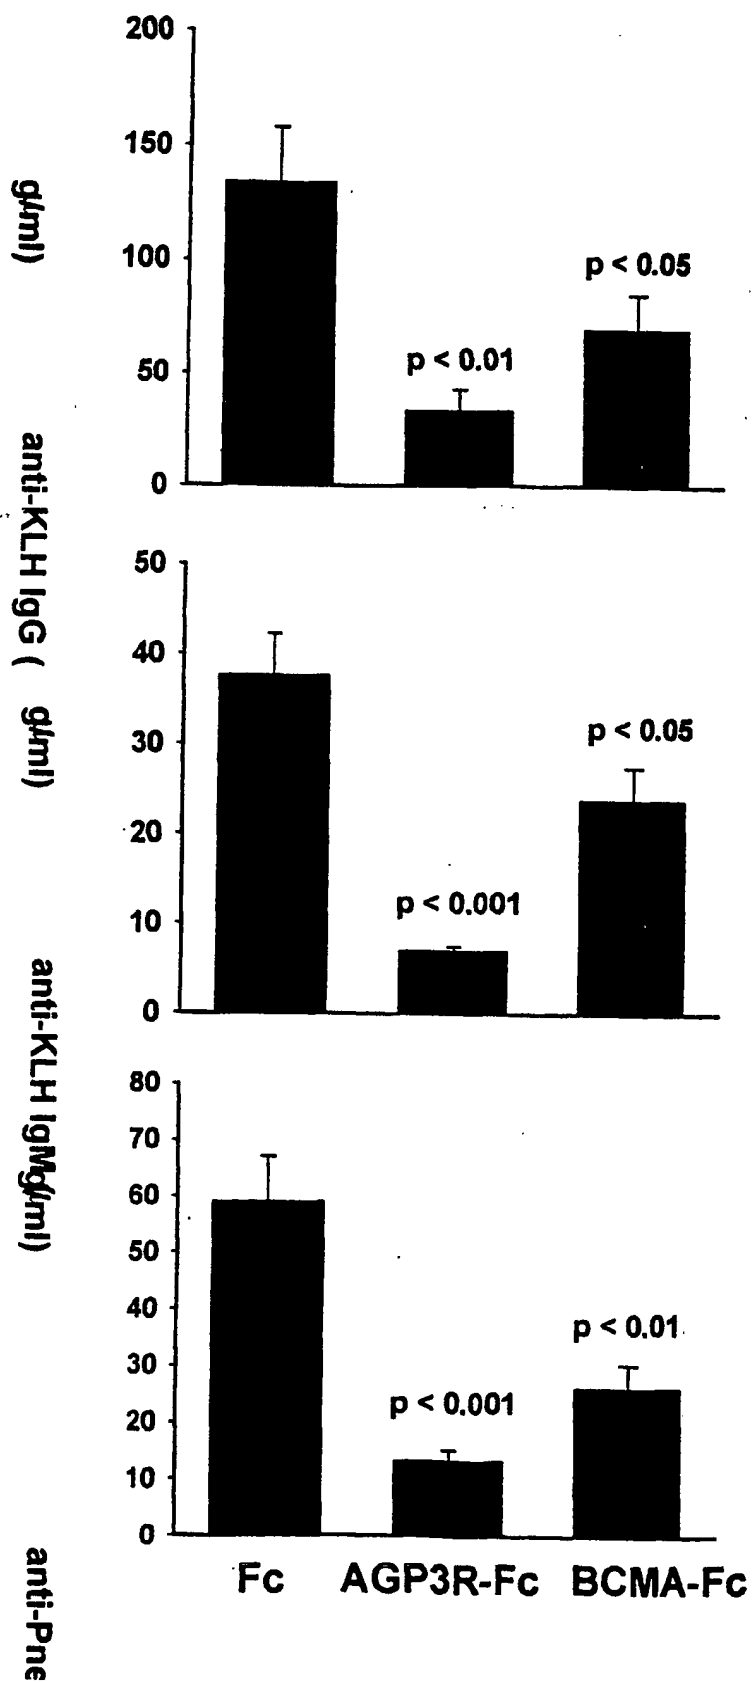 200
150
100
50
0
p < 0.01
p < 0.05
g/ml)
anti-KLH IgG (
50
40
30
20
10
0
p < 0.001
p < 0.05
g/ml)
anti-KLH IgM
80
70
60
50
40
30
20
10
0
p < 0.001
p < 0.01
g/ml)
anti-Pne
Fc
AGP3R-Fc
BCMA-Fc